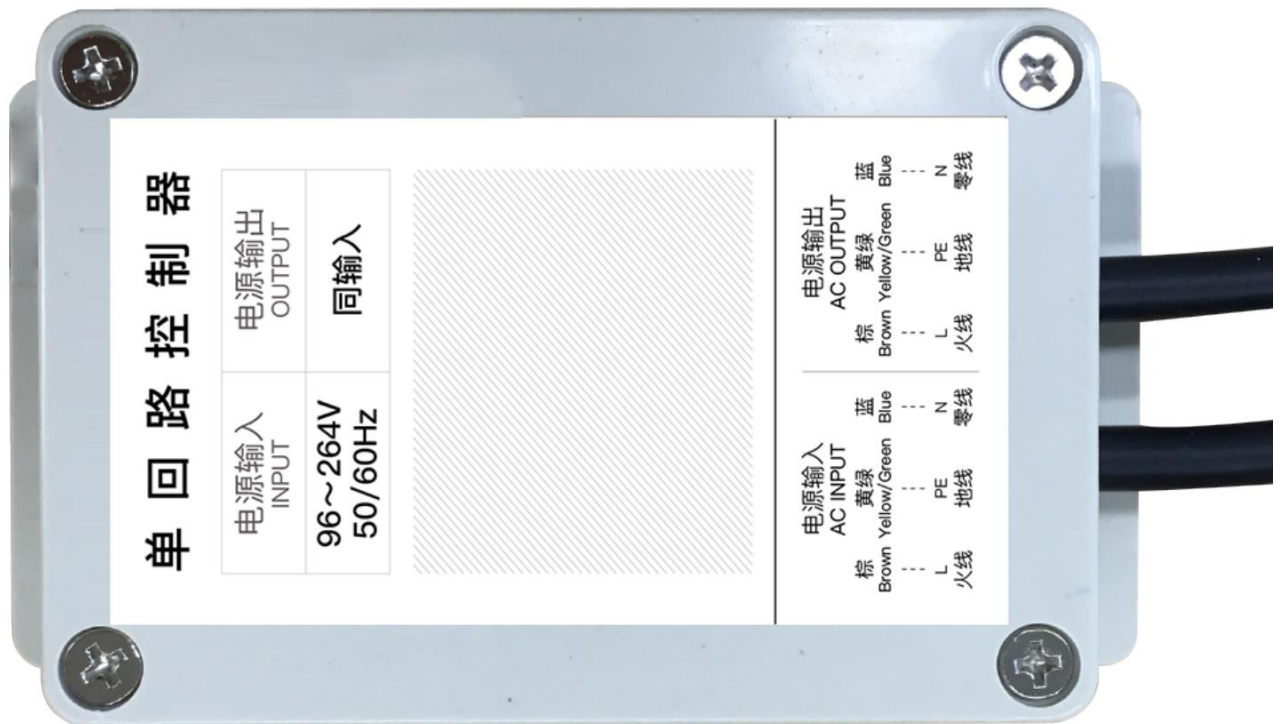 单回路控制器
电源输入
INPUT
电源输出
OUTPUT
96～264V
50/60Hz
同输入
电源输入
AC INPUT
棕 黄绿 蓝
Brown Yellow/Green Blue
--- --- ---
L PE N
火线 地线 零线
电源输出
AC OUTPUT
棕 黄绿 蓝
Brown Yellow/Green Blue
--- --- ---
L PE N
火线 地线 零线